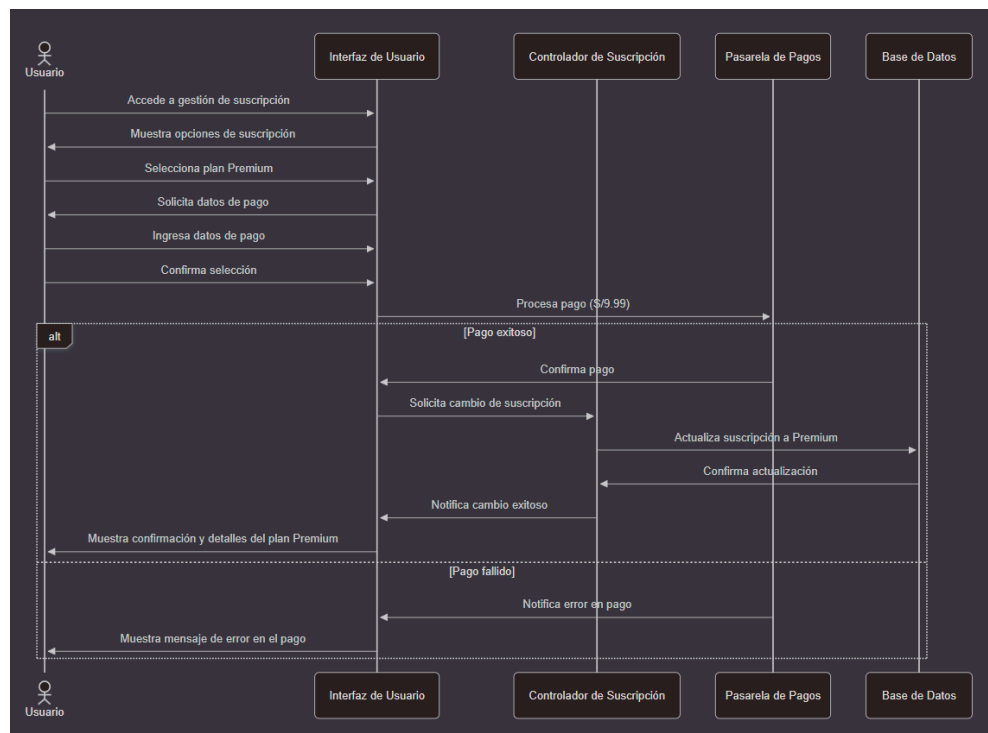 Usuario
Interfaz de Usuario
Controlador de Suscripción
Pasarela de Pagos
Base de Datos
Accede a gestión de suscripción
Muestra opciones de suscripción
Selecciona plan Premium
Solicita datos de pago
Ingresa datos de pago
Confirma selección
Procesa pago (S/9.99)
alt
[Pago exitoso]
Confirma pago
Solicita cambio de suscripción
Actualiza suscripción a Premium
Confirma actualización
Notifica cambio exitoso
Muestra confirmación y detalles del plan Premium
[Pago fallido]
Notifica error en pago
Muestra mensaje de error en el pago
Usuario
Interfaz de Usuario
Controlador de Suscripción
Pasarela de Pagos
Base de Datos